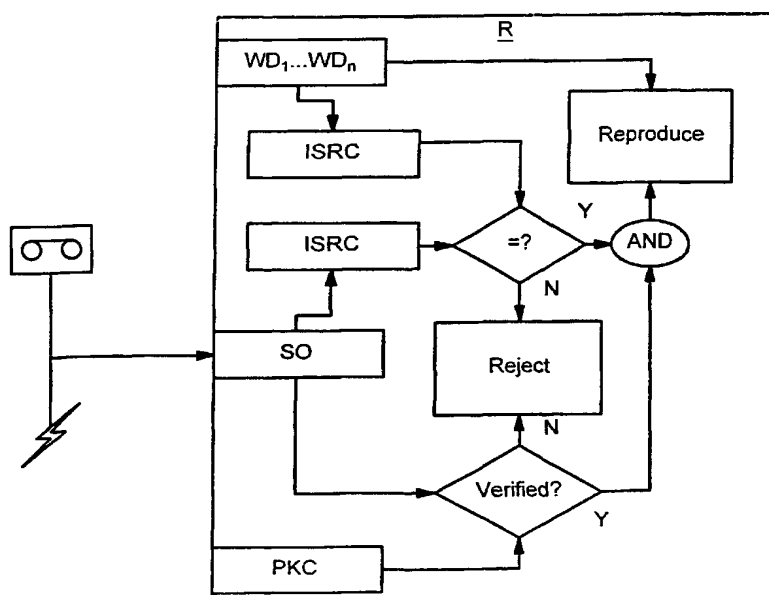 R
WD₁...WDₙ
Reproduce
ISRC
ISRC
=?
Y
AND
N
SO
Reject
N
Verified?
Y
PKC